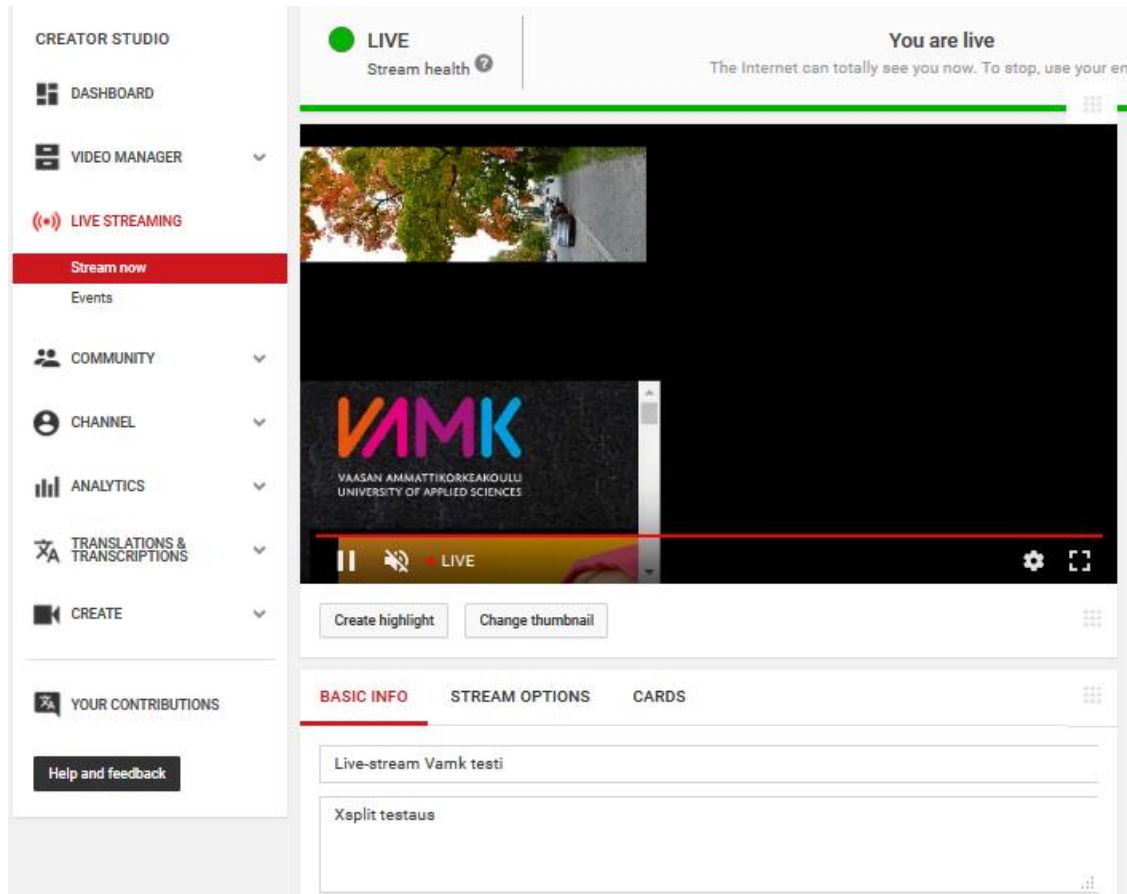 CREATOR STUDIO
DASHBOARD
VIDEO MANAGER
LIVE STREAMING
Stream now
Events
COMMUNITY
CHANNEL
ANALYTICS
TRANSLATIONS &
TRANSCRIPTIONS
CREATE
YOUR CONTRIBUTIONS
Help and feedback
LIVE
Stream health ?
You are live
The Internet can totally see you now. To stop, use your en
VAMK
VAASAN AMMATTIKORKEAKOULU
UNIVERSITY OF APPLIED SCIENCES
LIVE
Create highlight
Change thumbnail
BASIC INFO
STREAM OPTIONS
CARDS
Live-stream Vamk testi
Xsplit testaus